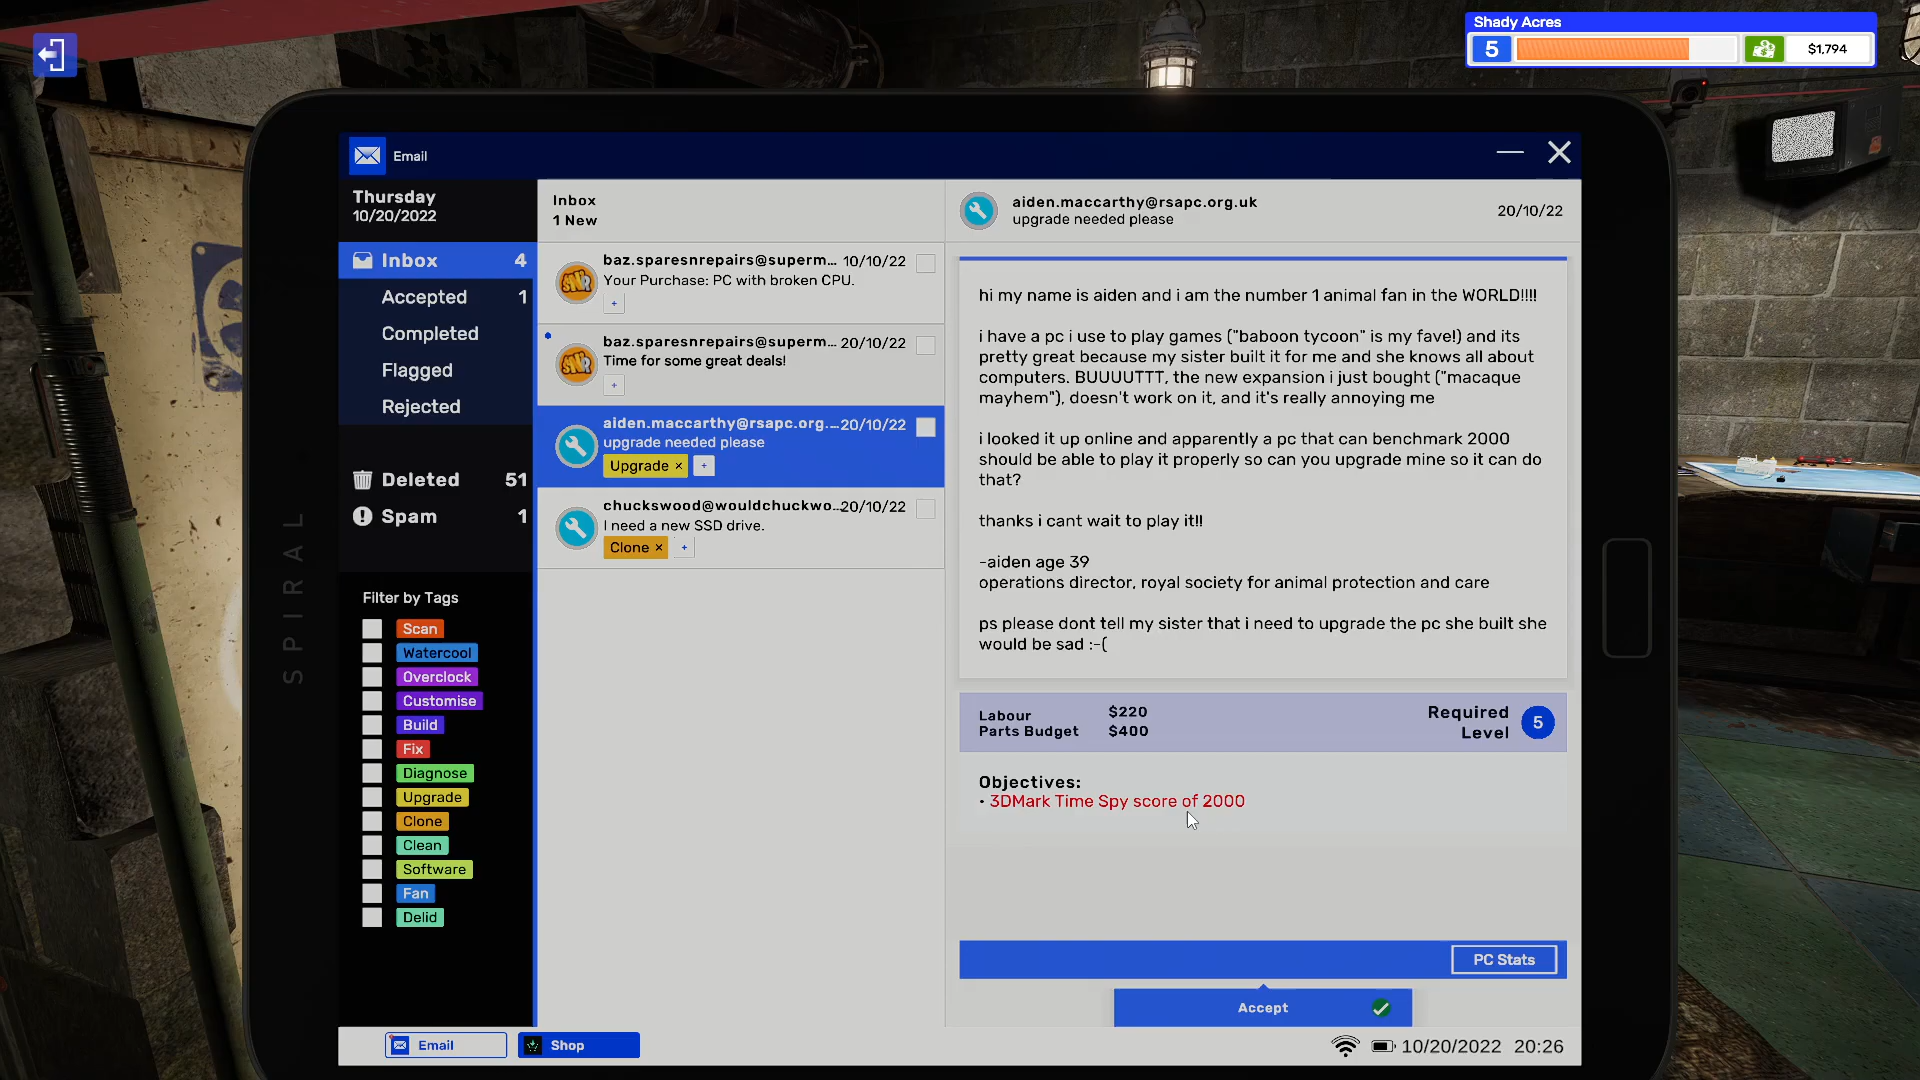 Shady Acres
5
$1,794
Email
Thursday
10/20/2022
Inbox 4
Accepted 1
Completed
Flagged
Rejected
Deleted 51
Spam 1
Filter by Tags
Scan
Watercool
Overclock
Customise
Build
Fix
Diagnose
Upgrade
Clone
Clean
Software
Fan
Delid
SPIRAL
Inbox
1 New
baz.sparesnrepairs@superm... 10/10/22
Your Purchase: PC with broken CPU.
+
baz.sparesnrepairs@superm... 20/10/22
Time for some great deals!
+
aiden.maccarthy@rsapc.org.... 20/10/22
upgrade needed please
Upgrade × +
chuckswood@wouldchuckwo... 20/10/22
I need a new SSD drive.
Clone × +
aiden.maccarthy@rsapc.org.uk
upgrade needed please
20/10/22
hi my name is aiden and i am the number 1 animal fan in the WORLD!!!!
i have a pc i use to play games ("baboon tycoon" is my fave!) and its
pretty great because my sister built it for me and she knows all about
computers. BUUUUTTT, the new expansion i just bought ("macaque
mayhem"), doesn't work on it, and it's really annoying me
i looked it up online and apparently a pc that can benchmark 2000
should be able to play it properly so can you upgrade mine so it can do
that?
thanks i cant wait to play it!!
-aiden age 39
operations director, royal society for animal protection and care
ps please dont tell my sister that i need to upgrade the pc she built she
would be sad :-(
Labour $220
Parts Budget $400
Required
Level 5
Objectives:
• 3DMark Time Spy score of 2000
PC Stats
Accept
Email
Shop
10/20/2022 20:26